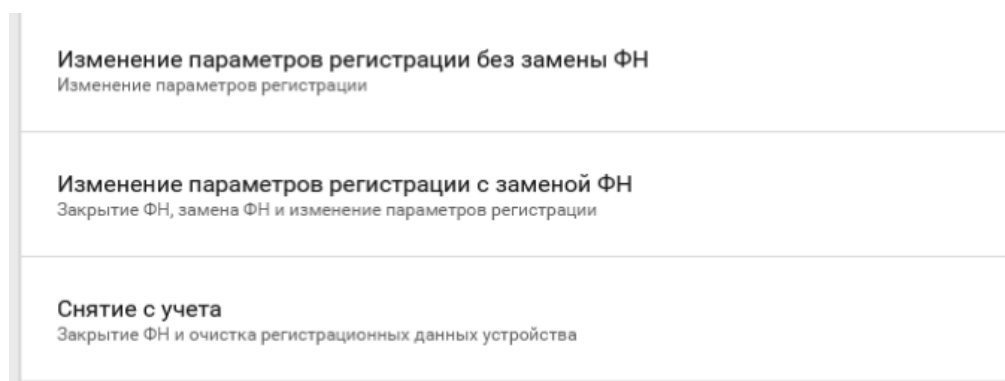 Изменение параметров регистрации без замены ФН
Изменение параметров регистрации
Изменение параметров регистрации с заменой ФН
Закрытие ФН, замена ФН и изменение параметров регистрации
Снятие с учета
Закрытие ФН и очистка регистрационных данных устройства